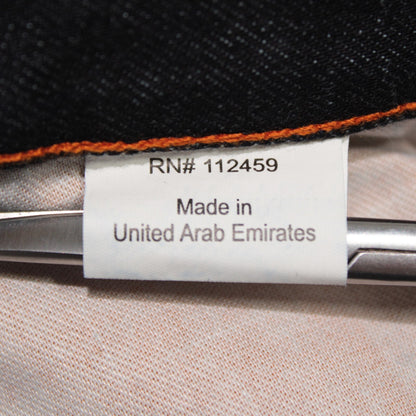 RN# 112459
Made in
United Arab Emirates